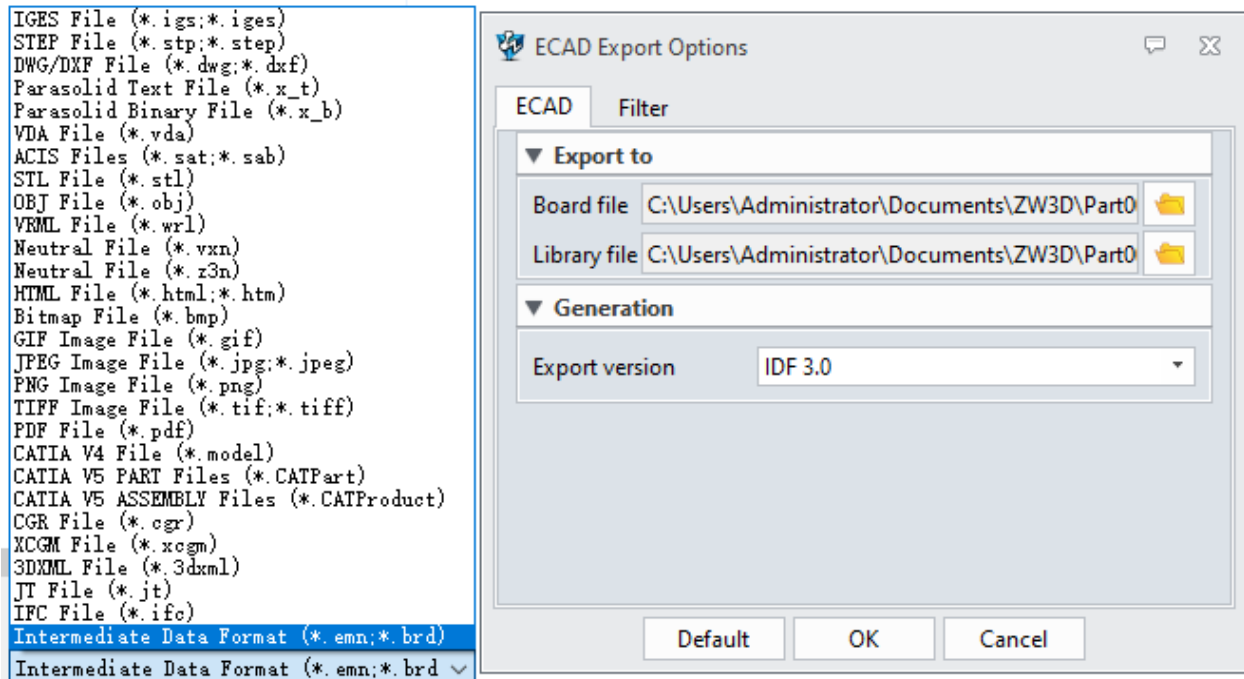 IGES File (*.igs;*.iges)
STEP File (*.stp;*.step)
DWG/DXF File (*.dwg;*.dxf)
Parasolid Text File (*.x_t)
Parasolid Binary File (*.x_b)
VDA File (*.vda)
ACIS Files (*.sat;*.sab)
STL File (*.stl)
OBJ File (*.obj)
VRML File (*.wrl)
Neutral File (*.vxn)
Neutral File (*.z3n)
HTML File (*.html;*.htm)
Bitmap File (*.bmp)
GIF Image File (*.gif)
JPEG Image File (*.jpg;*.jpeg)
PNG Image File (*.png)
TIFF Image File (*.tif;*.tiff)
PDF File (*.pdf)
CATIA V4 File (*.model)
CATIA V5 PART Files (*.CATPart)
CATIA V5 ASSEMBLY Files (*.CATProduct)
CGR File (*.cgr)
XCGM File (*.xcgm)
3DXML File (*.3dxml)
JT File (*.jt)
IFC File (*.ifc)
Intermediate Data Format (*.emn;*.brd)
Intermediate Data Format (*.emn;*.brd
ECAD Export Options
ECAD Filter
Export to
Board file C:\Users\Administrator\Documents\ZW3D\Part0
Library file C:\Users\Administrator\Documents\ZW3D\Part0
Generation
Export version IDF 3.0
Default OK Cancel